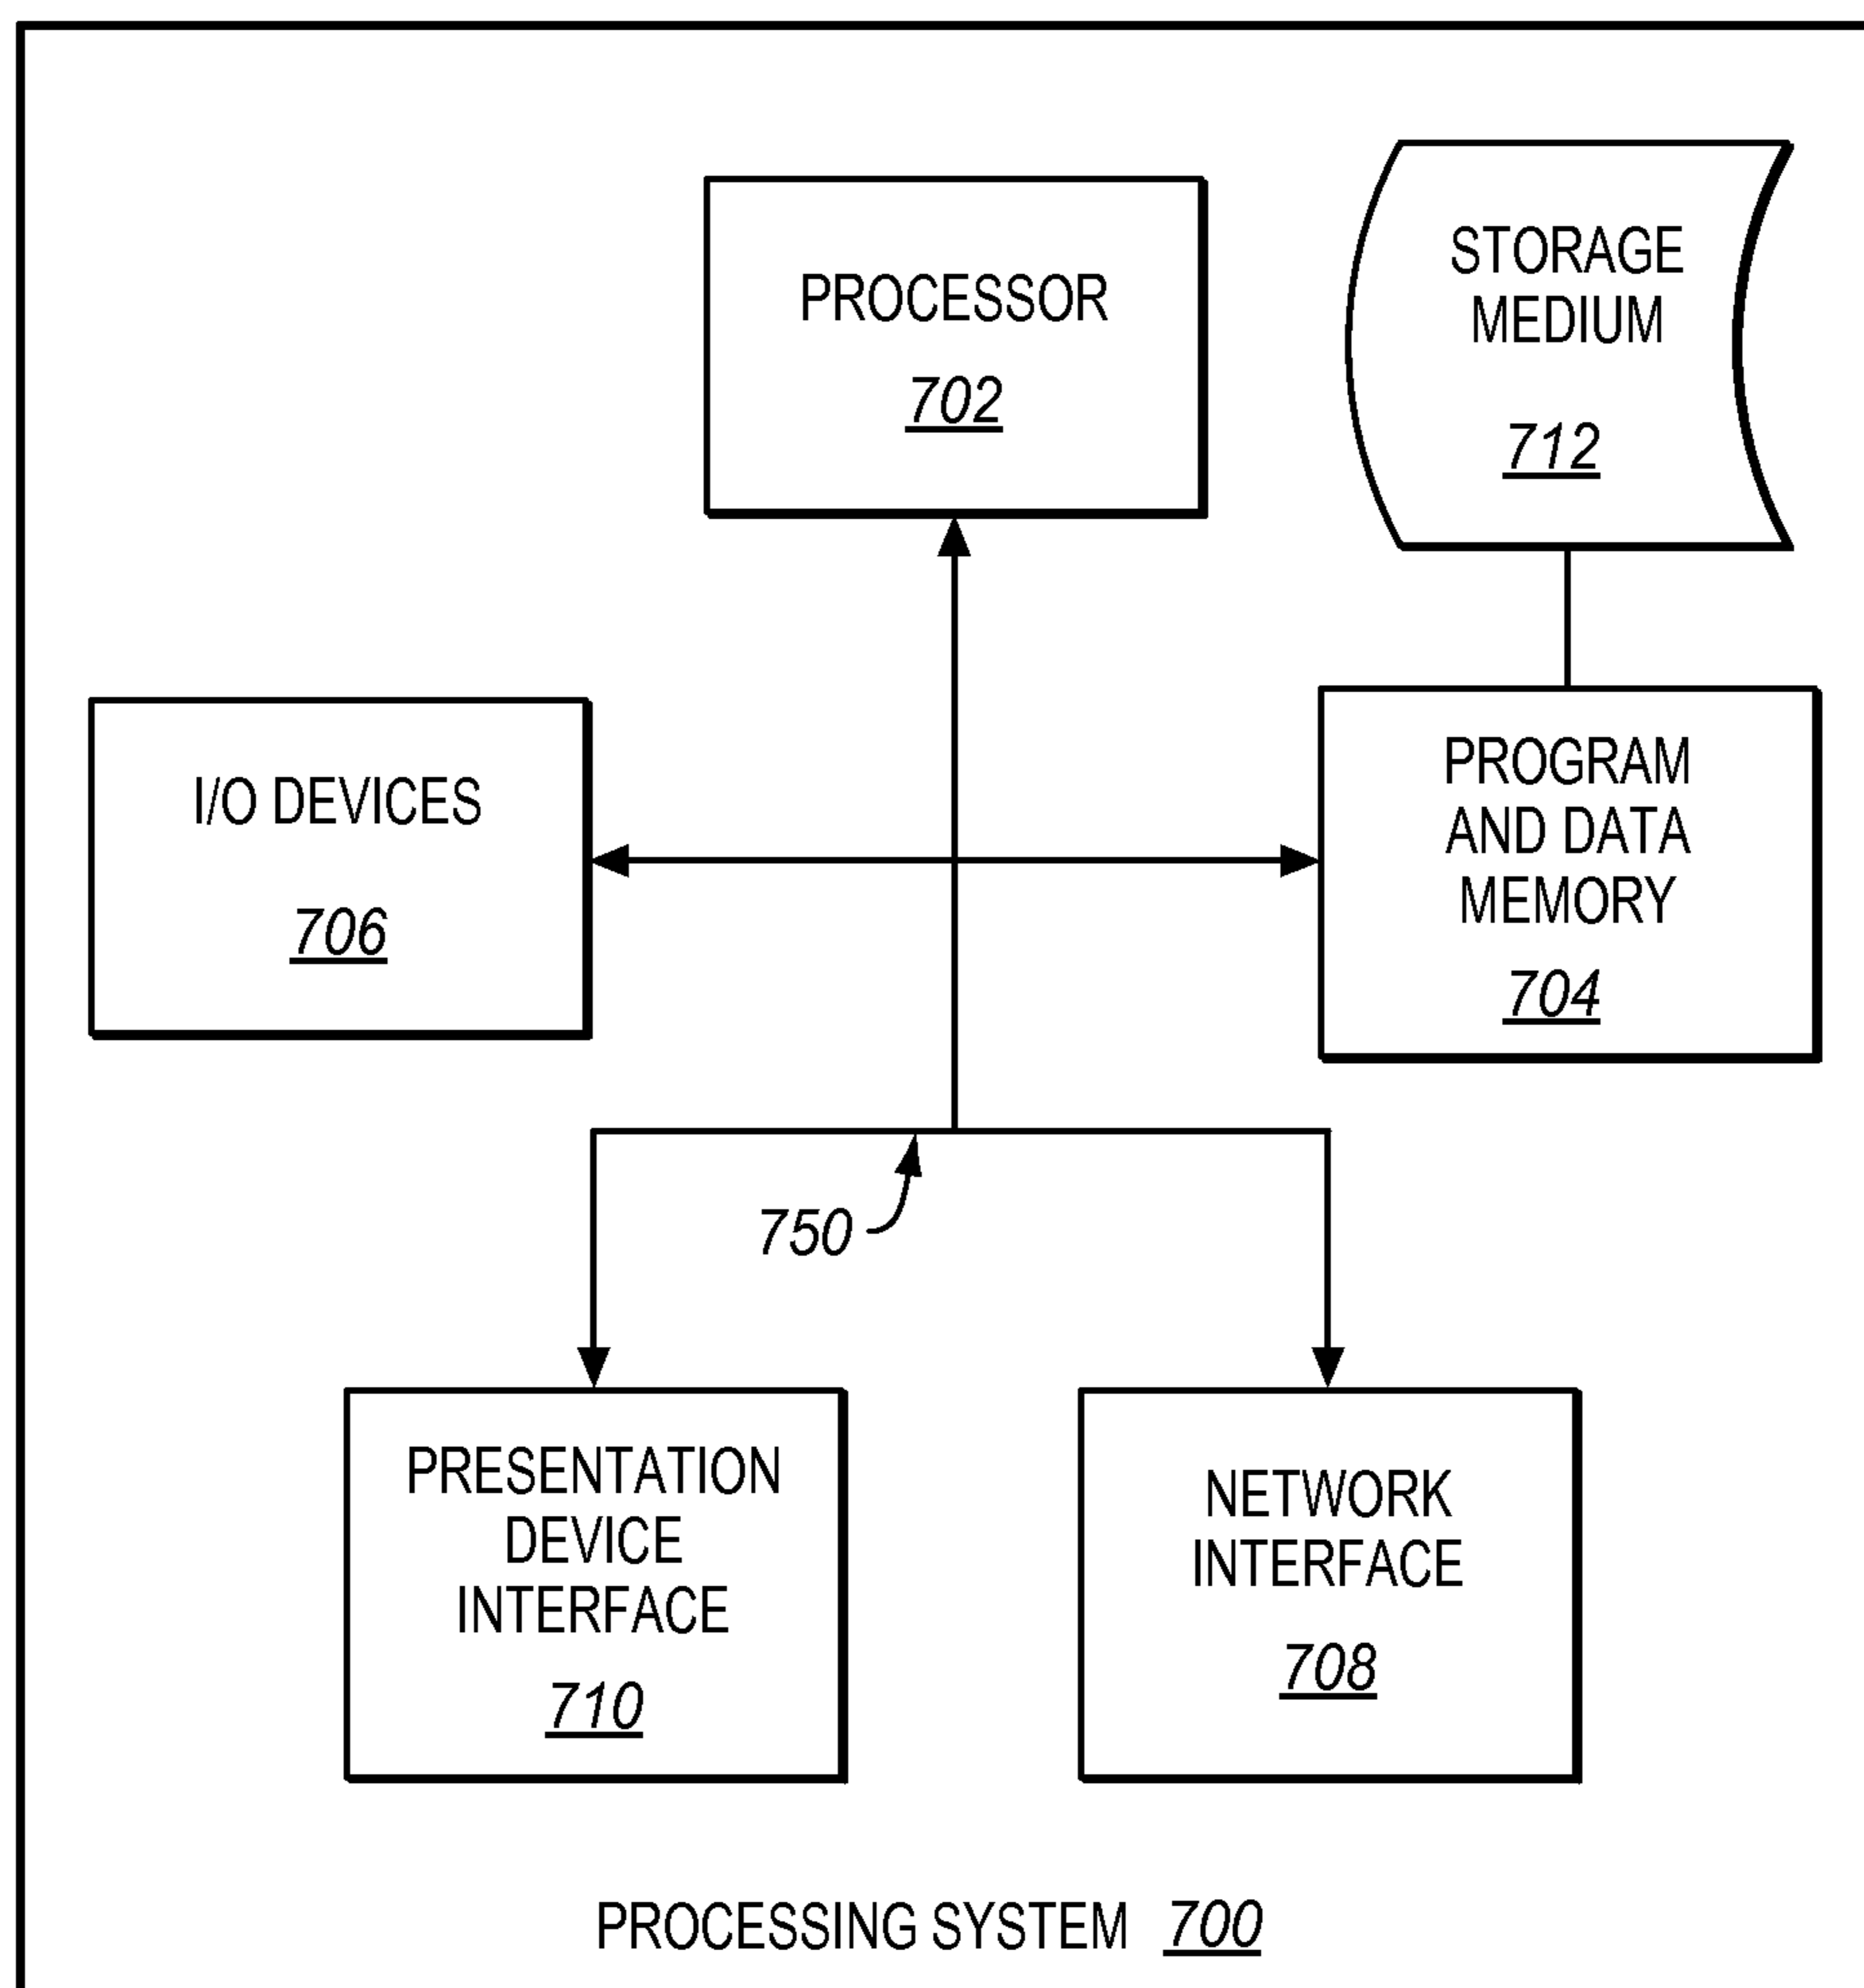 PROCESSOR
702
STORAGE
MEDIUM
712
I/O DEVICES
706
PROGRAM
AND DATA
MEMORY
704
750
PRESENTATION
DEVICE
INTERFACE
710
NETWORK
INTERFACE
708
PROCESSING SYSTEM 700